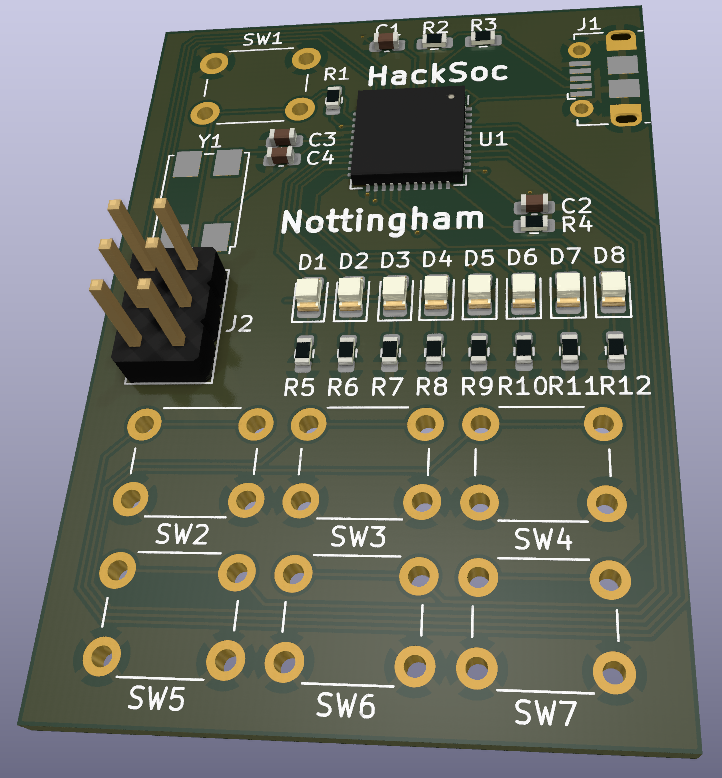 SW1
C1
R2
R3
J1
R1
HackSoc
Y1
C3
C4
U1
Nottingham
C2
R4
D1 D2 D3 D4 D5 D6 D7 D8
J2
R5 R6 R7 R8 R9 R10 R11 R12
SW2 SW3 SW4
SW5 SW6 SW7